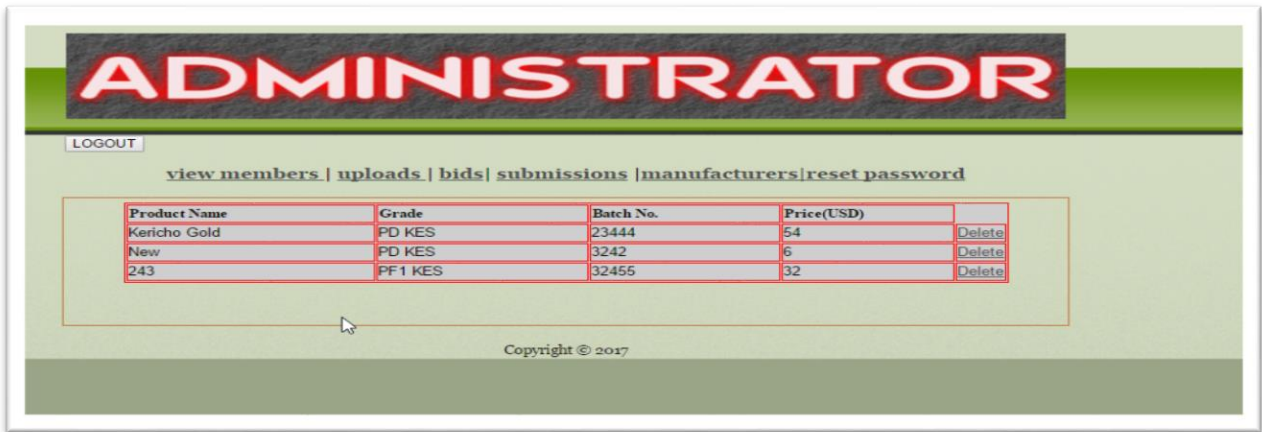 ADMINISTRATOR
LOGOUT
view members | uploads | bids| submissions |manufacturers|reset password
Product Name Grade Batch No. Price(USD)
Kericho Gold PD KES 23444 54 Delete
New PD KES 3242 6 Delete
243 PF1 KES 32455 32 Delete
Copyright © 2017